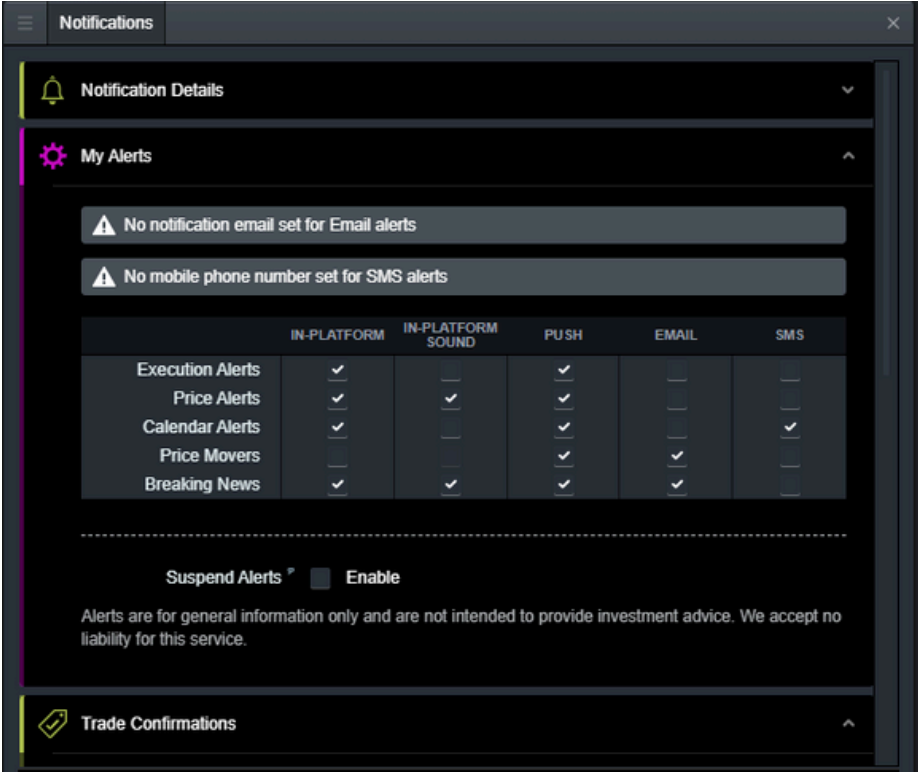 Notifications
Notification Details
My Alerts
No notification email set for Email alerts
No mobile phone number set for SMS alerts
IN-PLATFORM IN-PLATFORM SOUND PUSH EMAIL SMS
Execution Alerts
Price Alerts
Calendar Alerts
Price Movers
Breaking News
Suspend Alerts ? Enable
Alerts are for general information only and are not intended to provide investment advice. We accept no
liability for this service.
Trade Confirmations